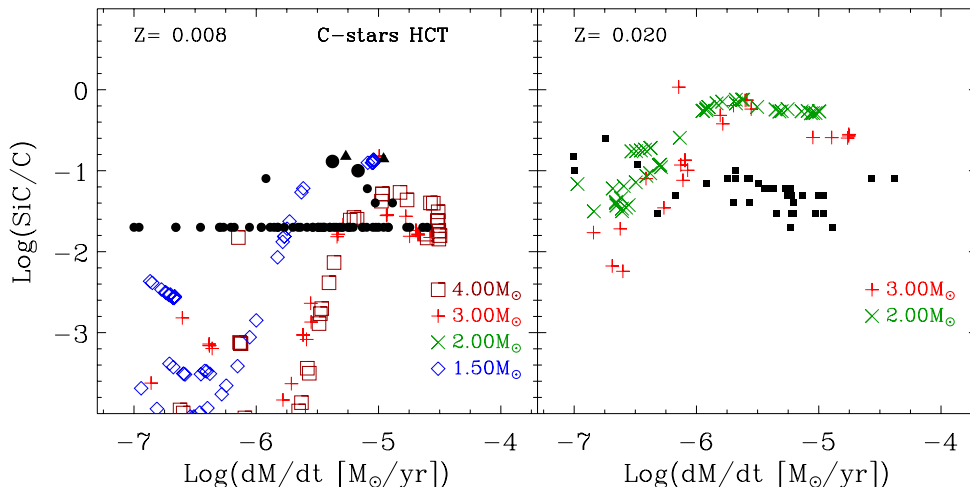 Z= 0.008 C-stars HCT
Z= 0.020
Log(SiC/C)
0
-1
-2
-3
4.00M☉
3.00M☉
2.00M☉
1.50M☉
3.00M☉
2.00M☉
-7 -6 -5 -4
-7 -6 -5 -4
Log(dM/dt [M☉/yr)
Log(dM/dt [M☉/yr)